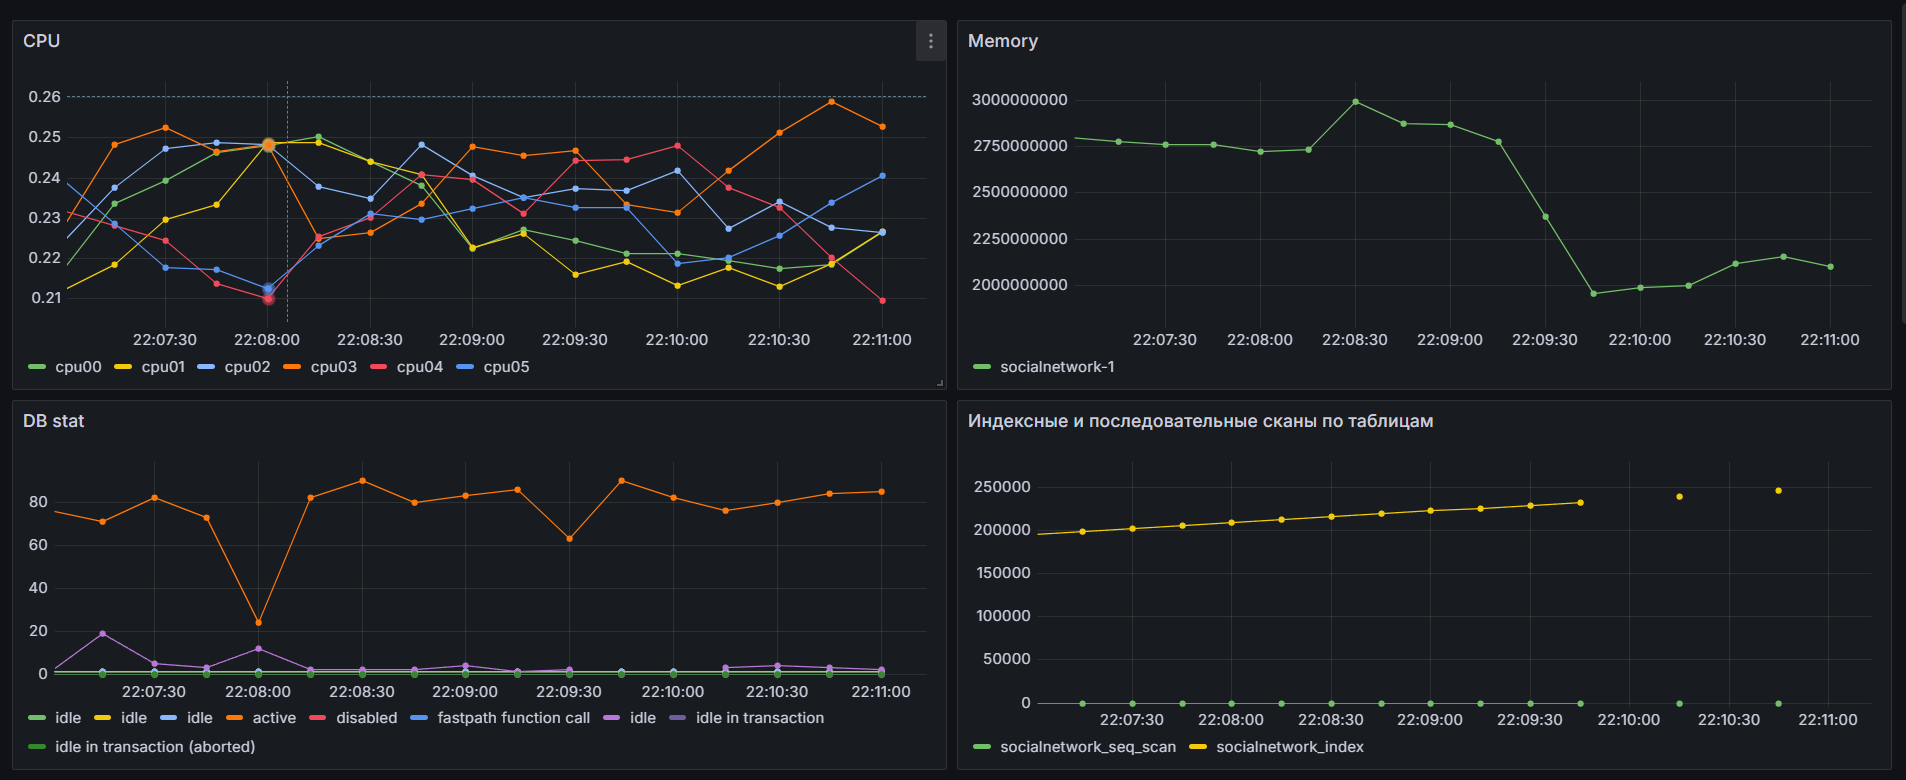 CPU
0.26
0.25
0.24
0.23
0.22
0.21
22:07:30 22:08:00 22:08:30 22:09:00 22:09:30 22:10:00 22:10:30 22:11:00
cpu00 cpu01 cpu02 cpu03 cpu04 cpu05
Memory
3000000000
2750000000
2500000000
2250000000
2000000000
22:07:30 22:08:00 22:08:30 22:09:00 22:09:30 22:10:00 22:10:30 22:11:00
socialnetwork-1
DB stat
80
60
40
20
0
22:07:30 22:08:00 22:08:30 22:09:00 22:09:30 22:10:00 22:10:30 22:11:00
idle idle idle active disabled fastpath function call idle idle in transaction
idle in transaction (aborted)
Индексные и последовательные сканы по таблицам
250000
200000
150000
100000
50000
0
22:07:30 22:08:00 22:08:30 22:09:00 22:09:30 22:10:00 22:10:30 22:11:00
socialnetwork_seq_scan socialnetwork_index